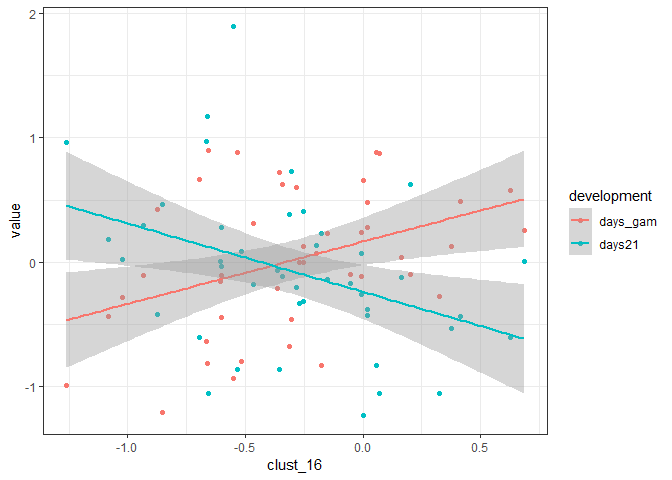 2
1
0
-1
value
-1.0
-0.5
0.0
0.5
clust_16
development
days_gam
days21